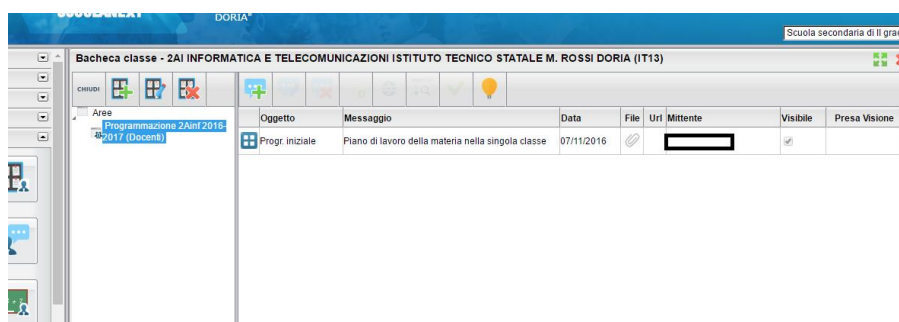 DORIA
Scuola secondaria di II grad
Bacheca classe - 2AI INFORMATICA E TELECOMUNICAZIONI ISTITUTO TECNICO STATALE M. ROSSI DORIA (IT13)
CHIUDI
Aree
Programmazione 2Ainf 2016-
2017 (Docenti)
Oggetto Messaggio Data File Url Mittente Visibile Presa Visione
Progr. iniziale Piano di lavoro della materia nella singola classe 07/11/2016